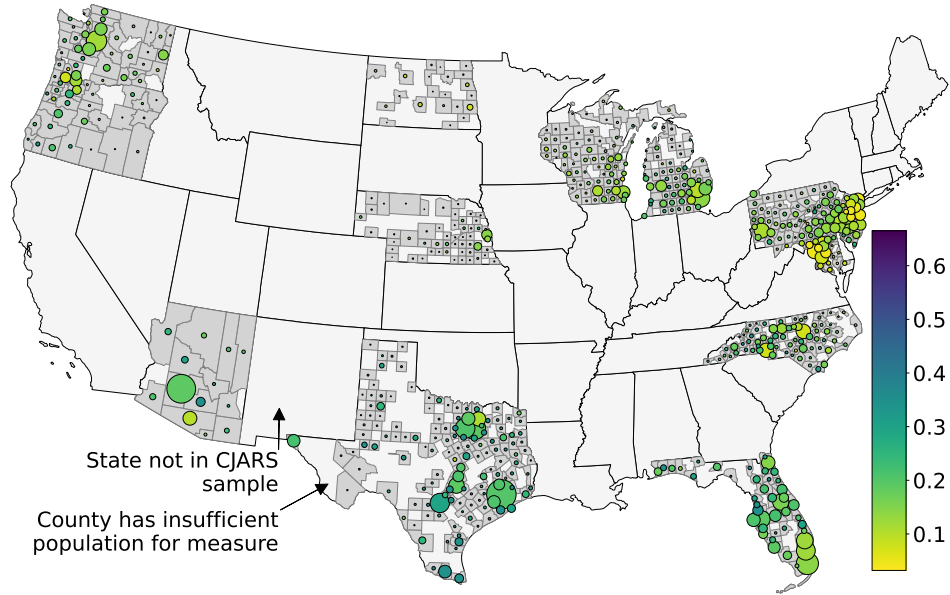 State not in CJARS
sample
County has insufficient
population for measure
0.6
0.5
0.4
0.3
0.2
0.1